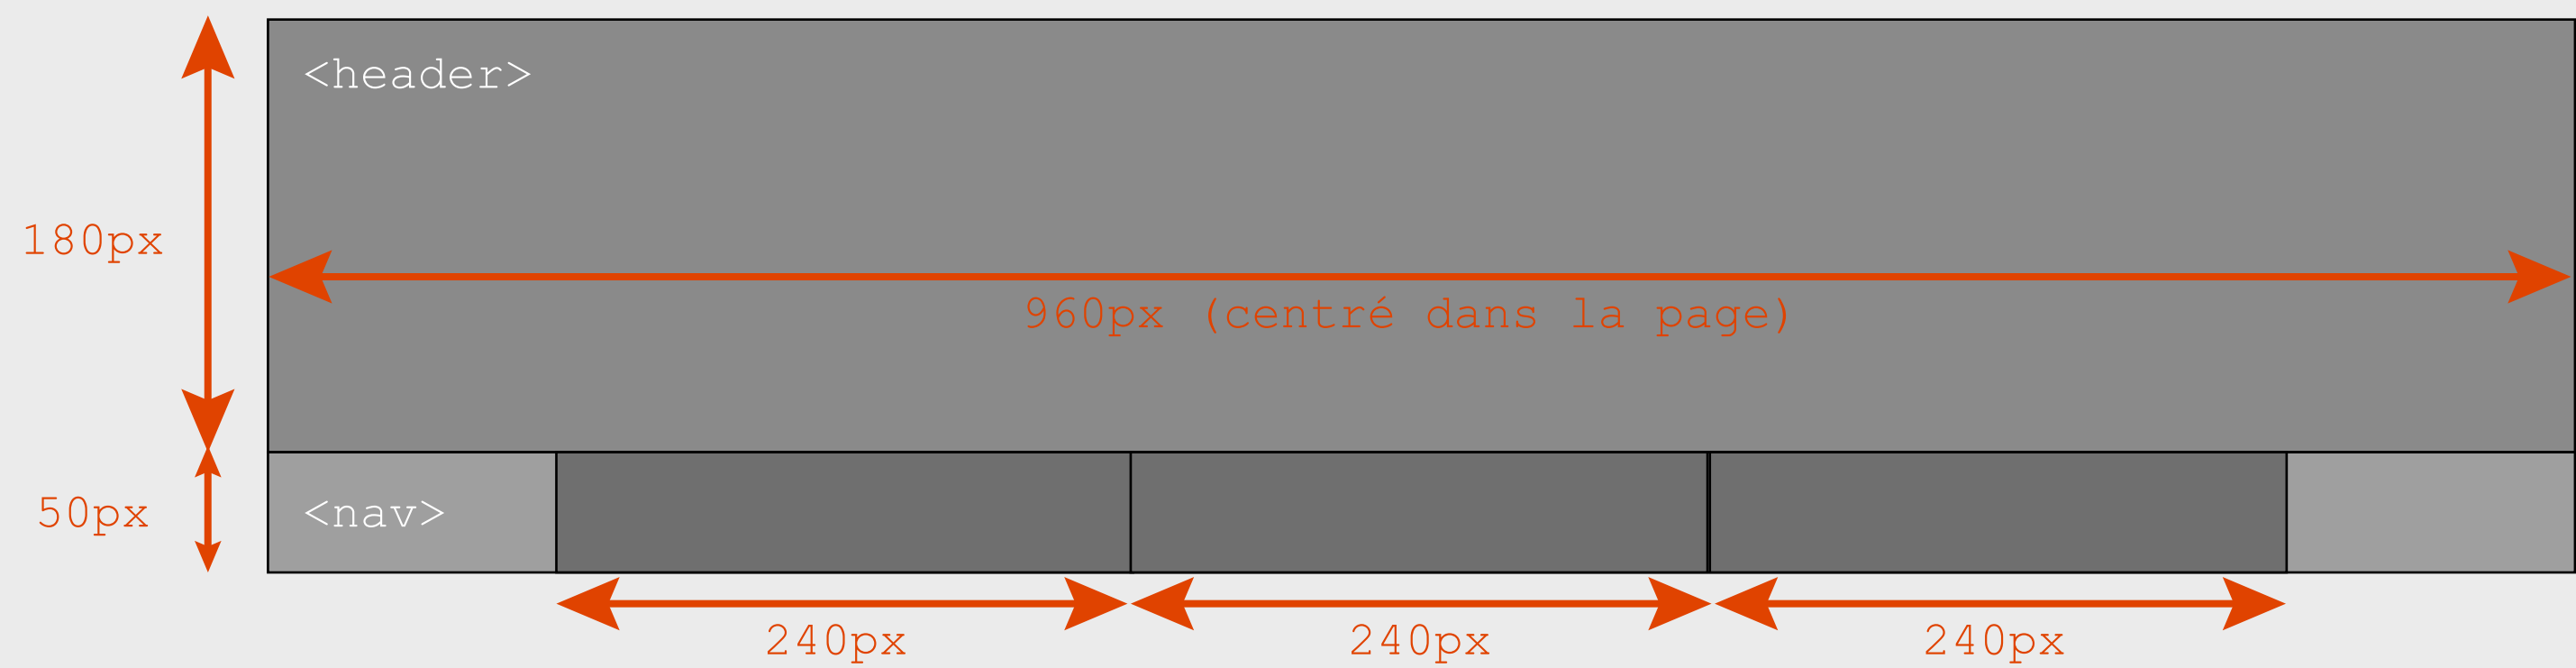 <header>
180px
960px (centré dans la page)
50px
<nav>
240px
240px
240px